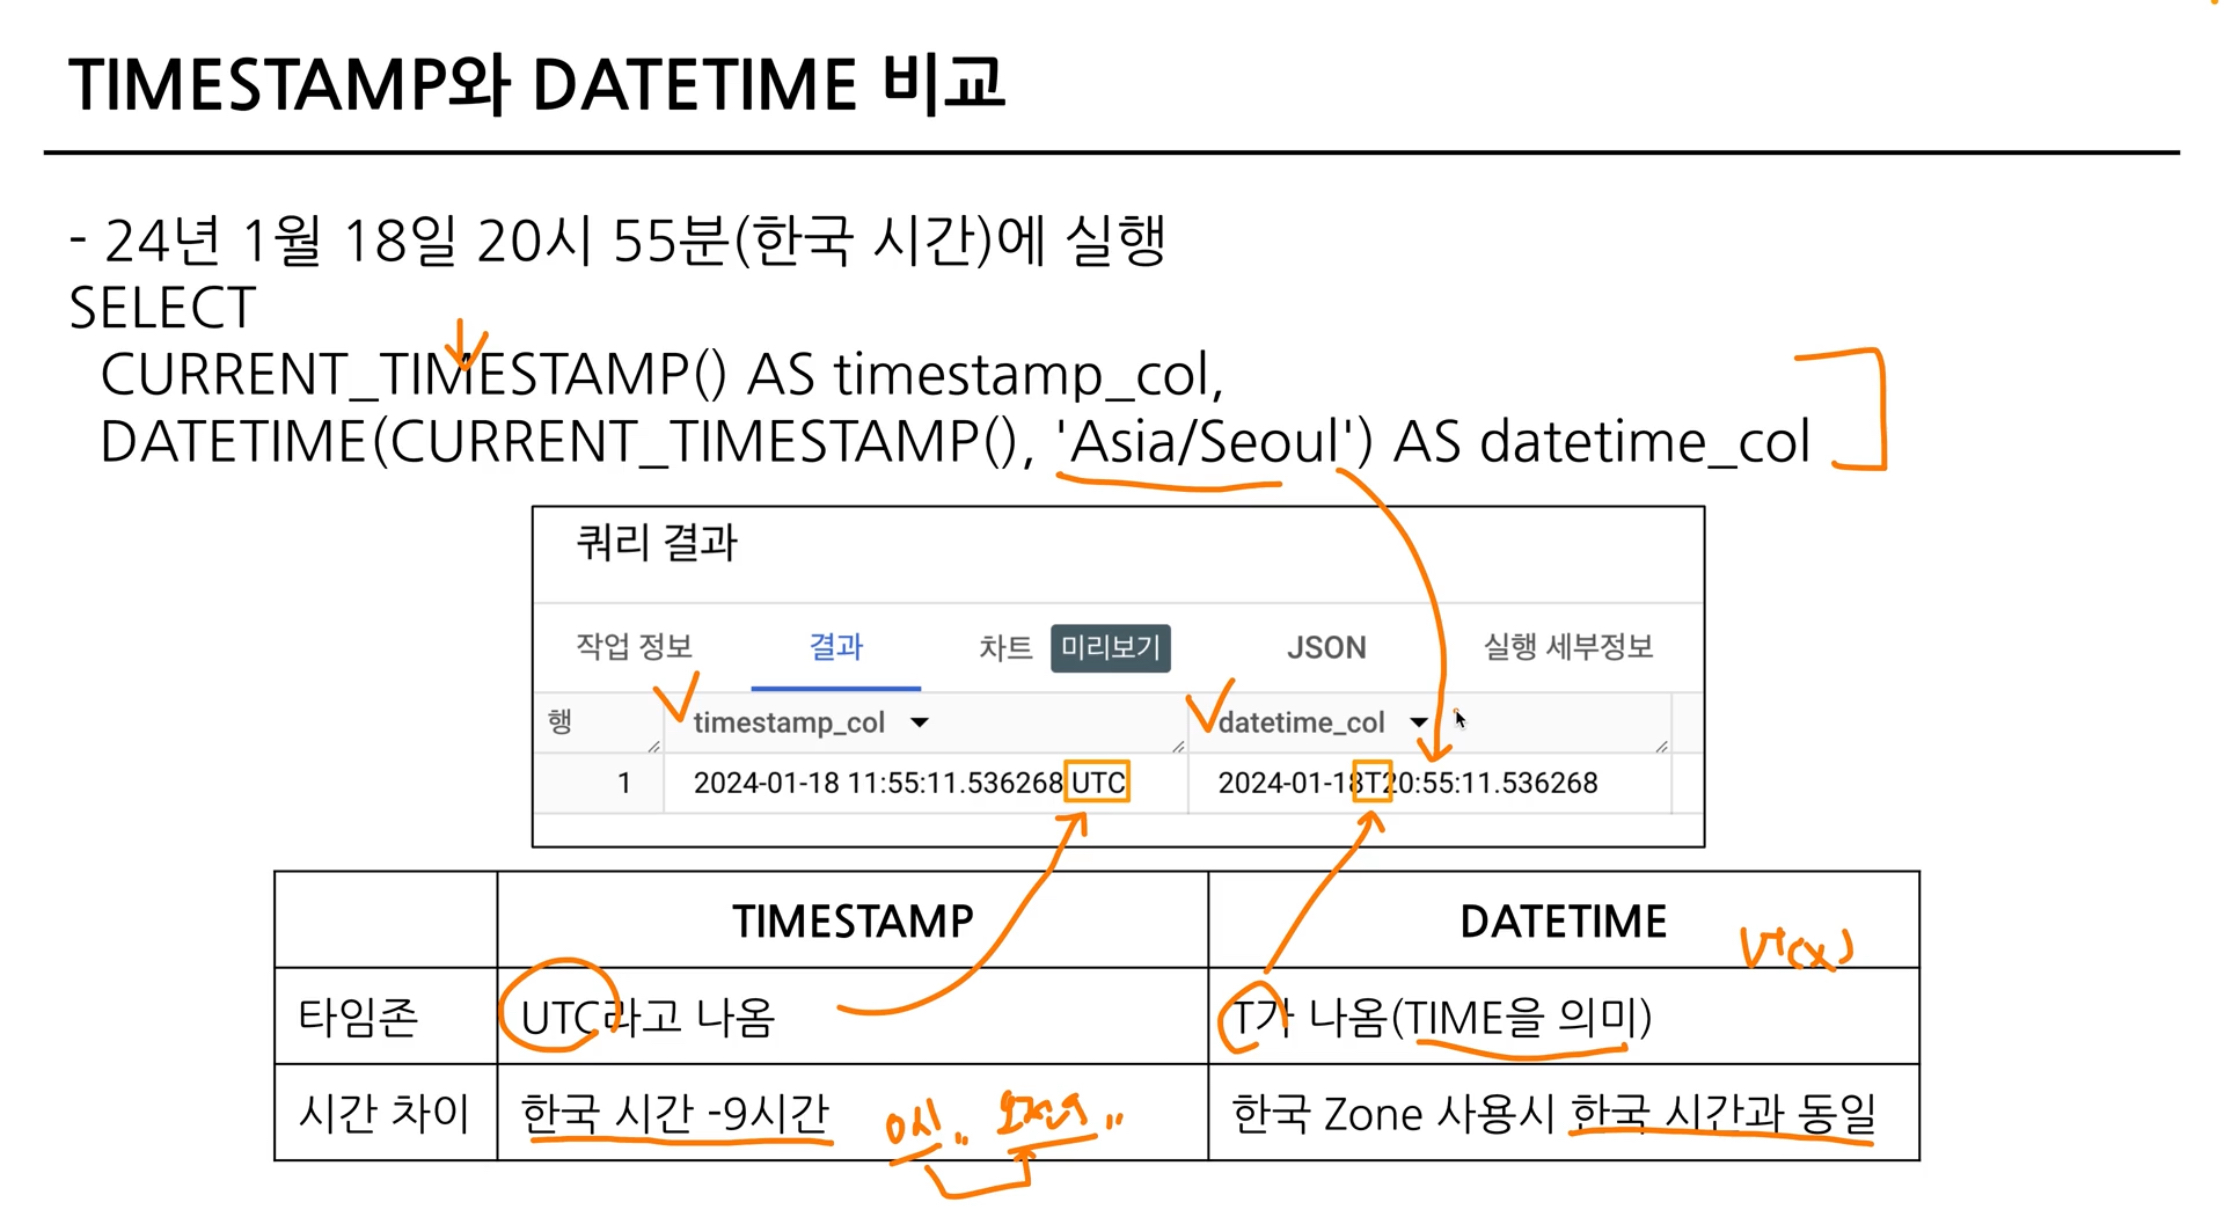 TIMESTAMP와 DATETIME 비교
- 24년 1월 18일 20시 55분(한국 시간)에 실행
SELECT
CURRENT_TIMESTAMP() AS timestamp_col,
DATETIME(CURRENT_TIMESTAMP(), 'Asia/Seoul') AS datetime_col
쿼리 결과
작업 정보 결과 차트 미리보기 JSON 실행 세부정보
행 timestamp_col datetime_col
1 2024-01-18 11:55:11.536268 UTC 2024-01-18T20:55:11.536268
TIMESTAMP DATETIME
타임존 UTC라고 나옴 T가 나옴(TIME을 의미)
시간 차이 한국 시간 -9시간 한국 Zone 사용시 한국 시간과 동일